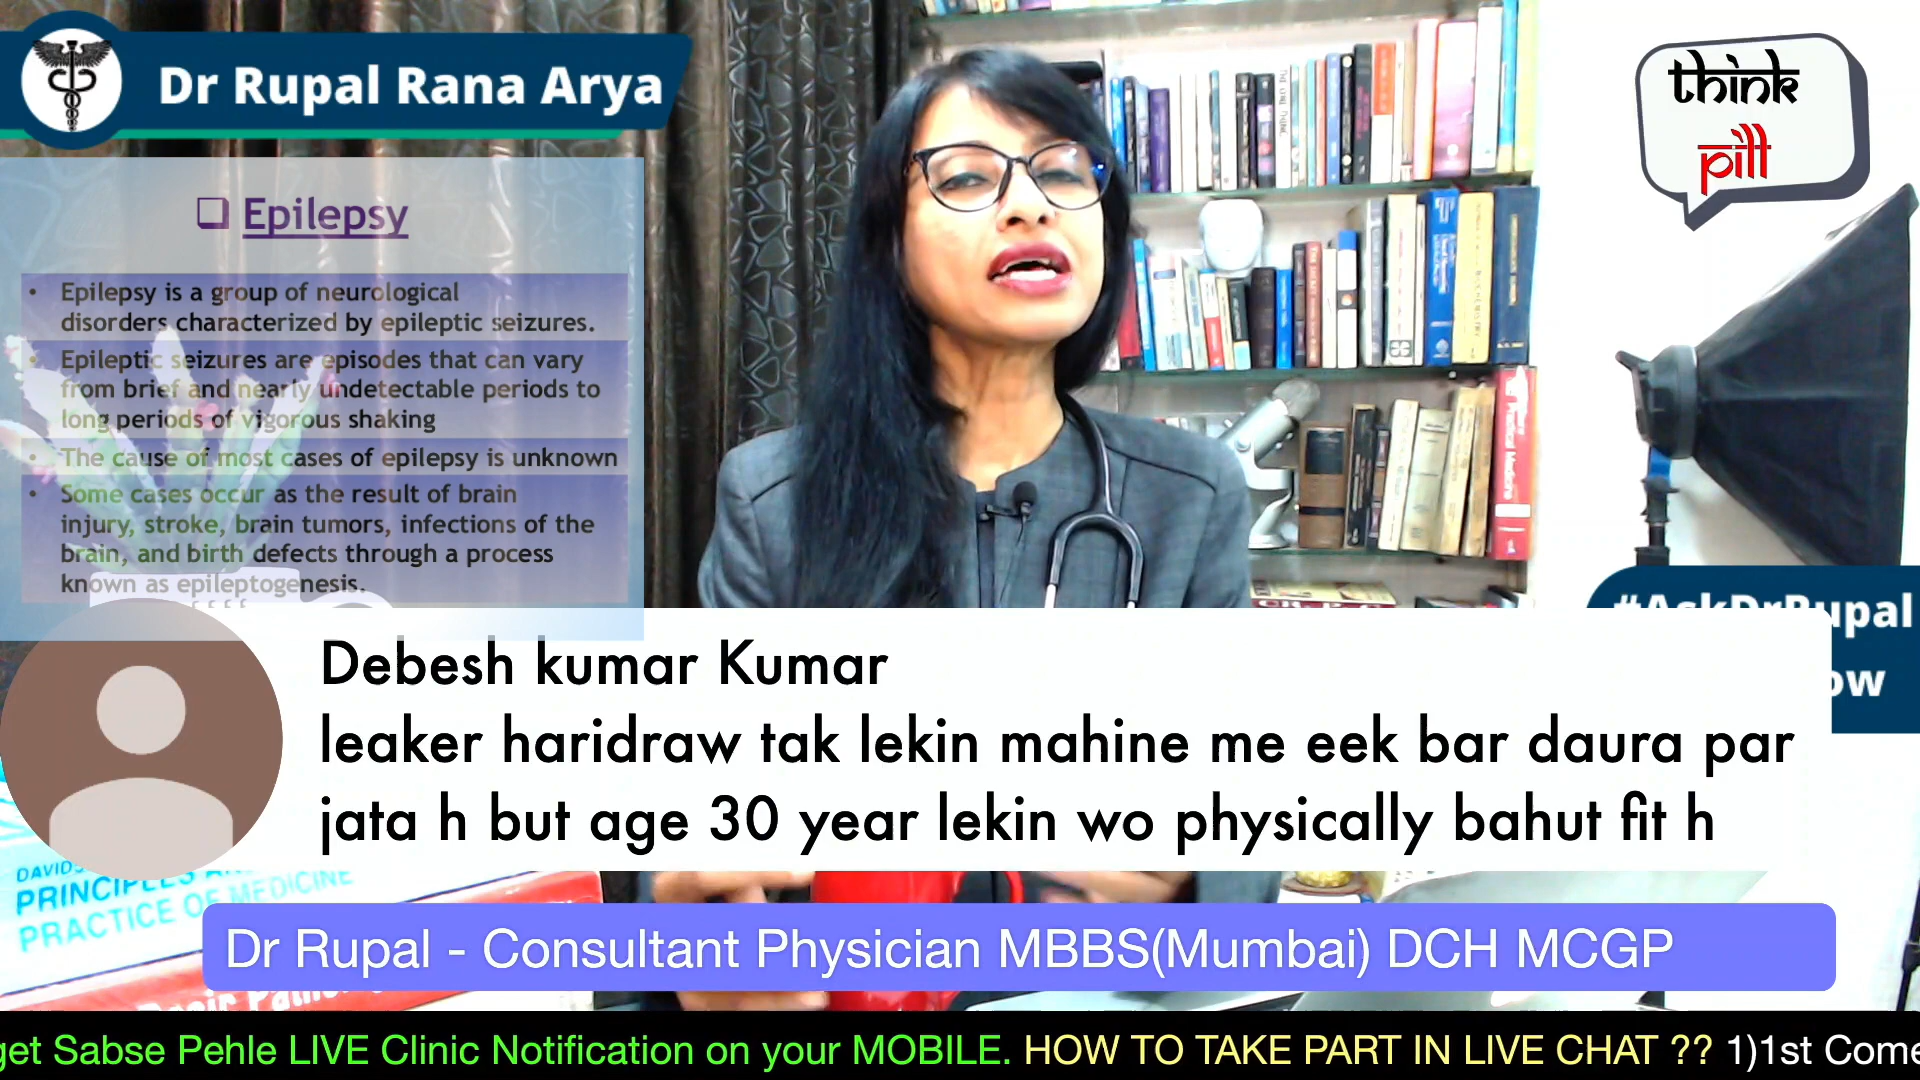 Dr Rupal Rana Arya
think
pill
Epilepsy
• Epilepsy is a group of neurological
disorders characterized by epileptic seizures.
• Epileptic seizures are episodes that can vary
from brief and nearly undetectable periods to
long periods of vigorous shaking
• The cause of most cases of epilepsy is unknown
• Some cases occur as the result of brain
injury, stroke, brain tumors, infections of the
brain, and birth defects through a process
known as epileptogenesis.
#AskDrRupal
Debesh kumar Kumar
leaker haridraw tak lekin mahine me eek bar daura par
jata h but age 30 year lekin wo physically bahut fit h
PRINCIPLES
PRACTICE OF MEDICINE
Dr Rupal - Consultant Physician MBBS(Mumbai) DCH MCGP
get Sabse Pehle LIVE Clinic Notification on your MOBILE. HOW TO TAKE PART IN LIVE CHAT ?? 1)1st Come